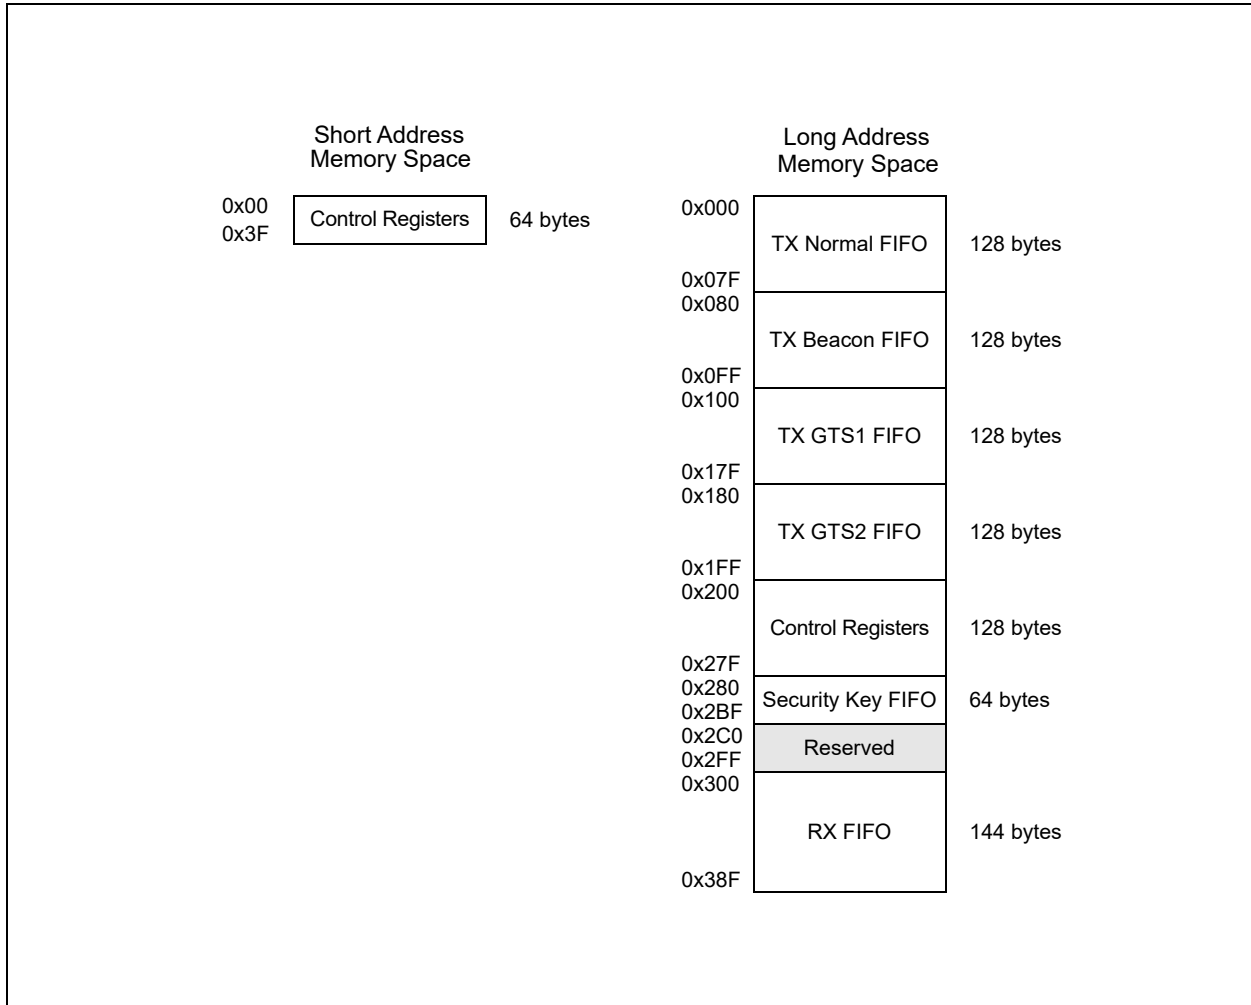 Short Address
Memory Space
0x00
0x3F
Control Registers
64 bytes
Long Address
Memory Space
0x000
TX Normal FIFO
128 bytes
0x07F
0x080
TX Beacon FIFO
128 bytes
0x0FF
0x100
TX GTS1 FIFO
128 bytes
0x17F
0x180
TX GTS2 FIFO
128 bytes
0x1FF
0x200
Control Registers
128 bytes
0x27F
0x280
Security Key FIFO
64 bytes
0x2BF
0x2C0
Reserved
0x2FF
0x300
RX FIFO
144 bytes
0x38F